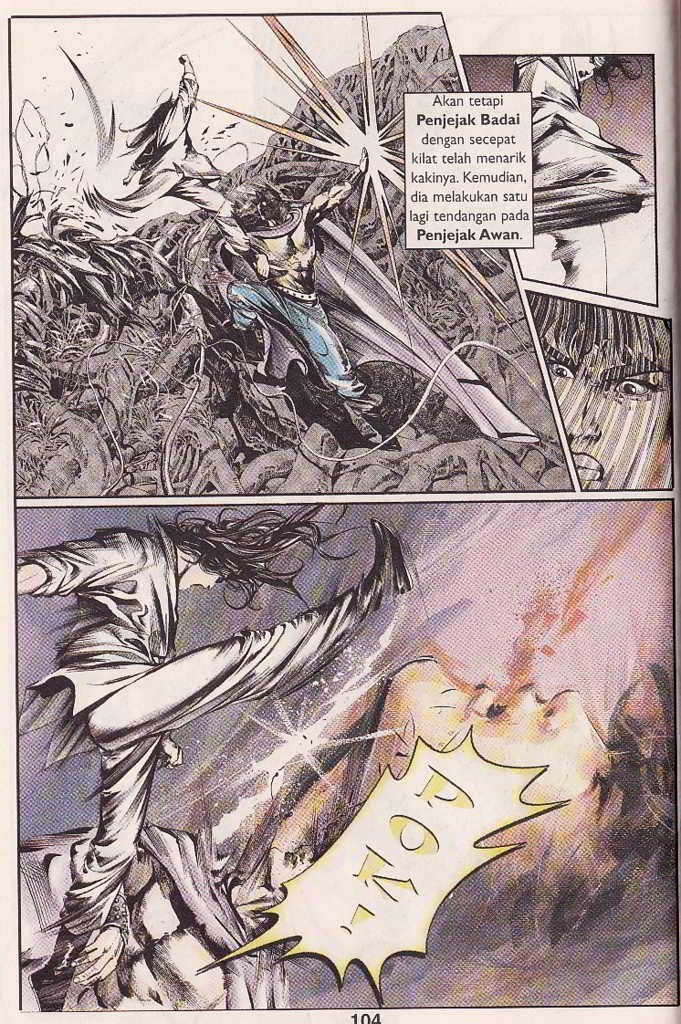 Akan tetapi
Penjejak Badai
dengan secepat
kilat telah menarik
kakinya. Kemudian,
dia melakukan satu
lagi tendangan pada
Penjejak Awan.
104